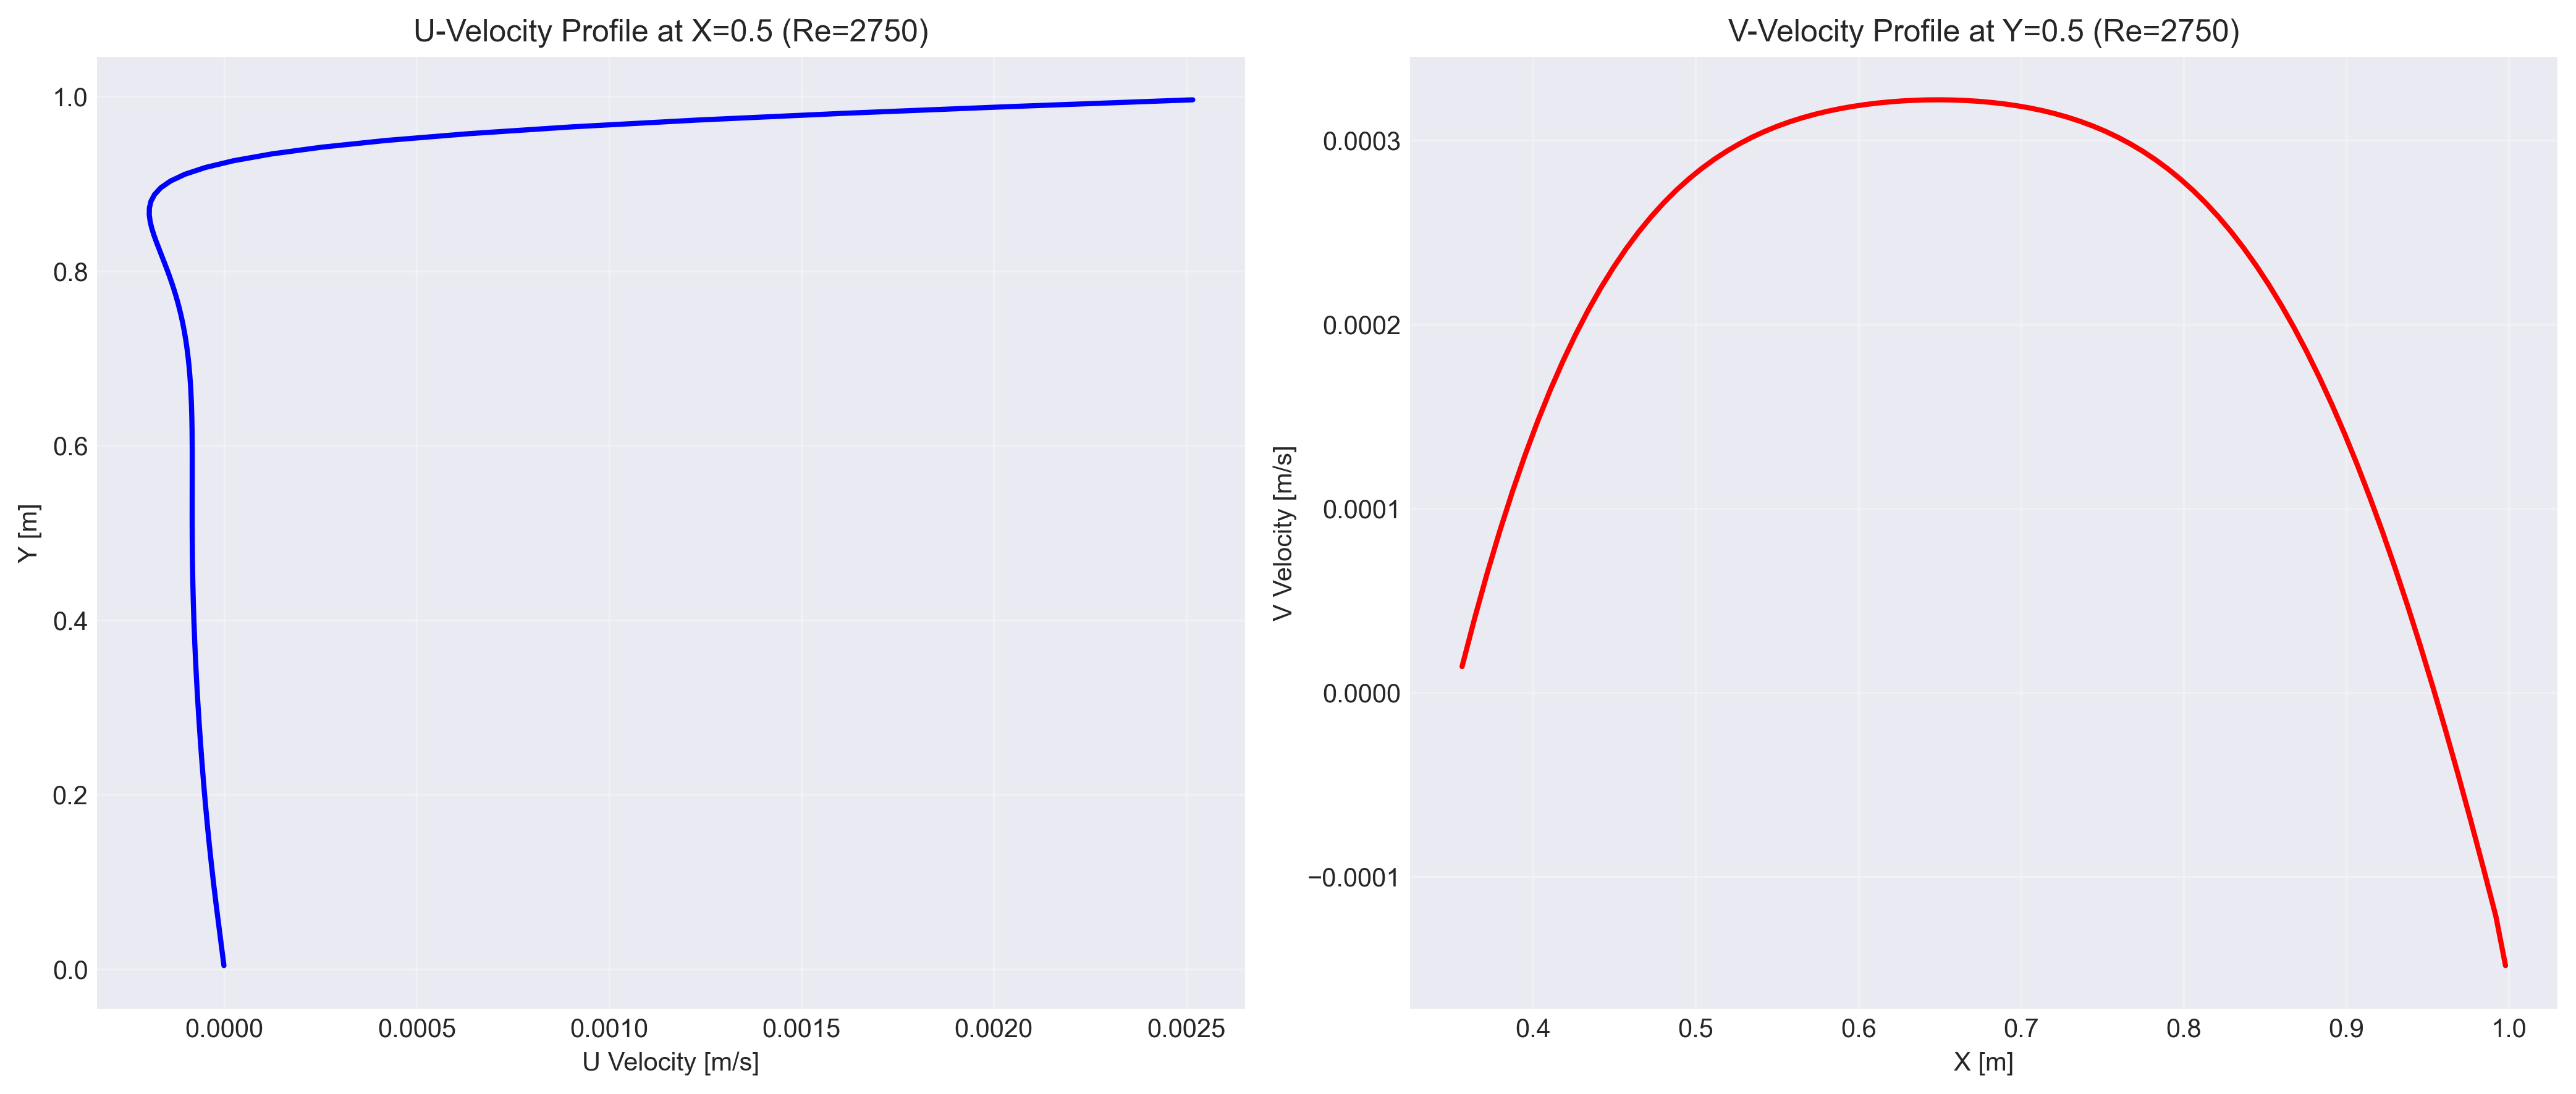 U-Velocity Profile at X=0.5 (Re=2750)
1.0
0.8
0.6
0.4
0.2
0.0
Y [m]
0.0000 0.0005 0.0010 0.0015 0.0020 0.0025
U Velocity [m/s]
V-Velocity Profile at Y=0.5 (Re=2750)
0.0003
0.0002
0.0001
0.0000
−0.0001
V Velocity [m/s]
0.4 0.5 0.6 0.7 0.8 0.9 1.0
X [m]